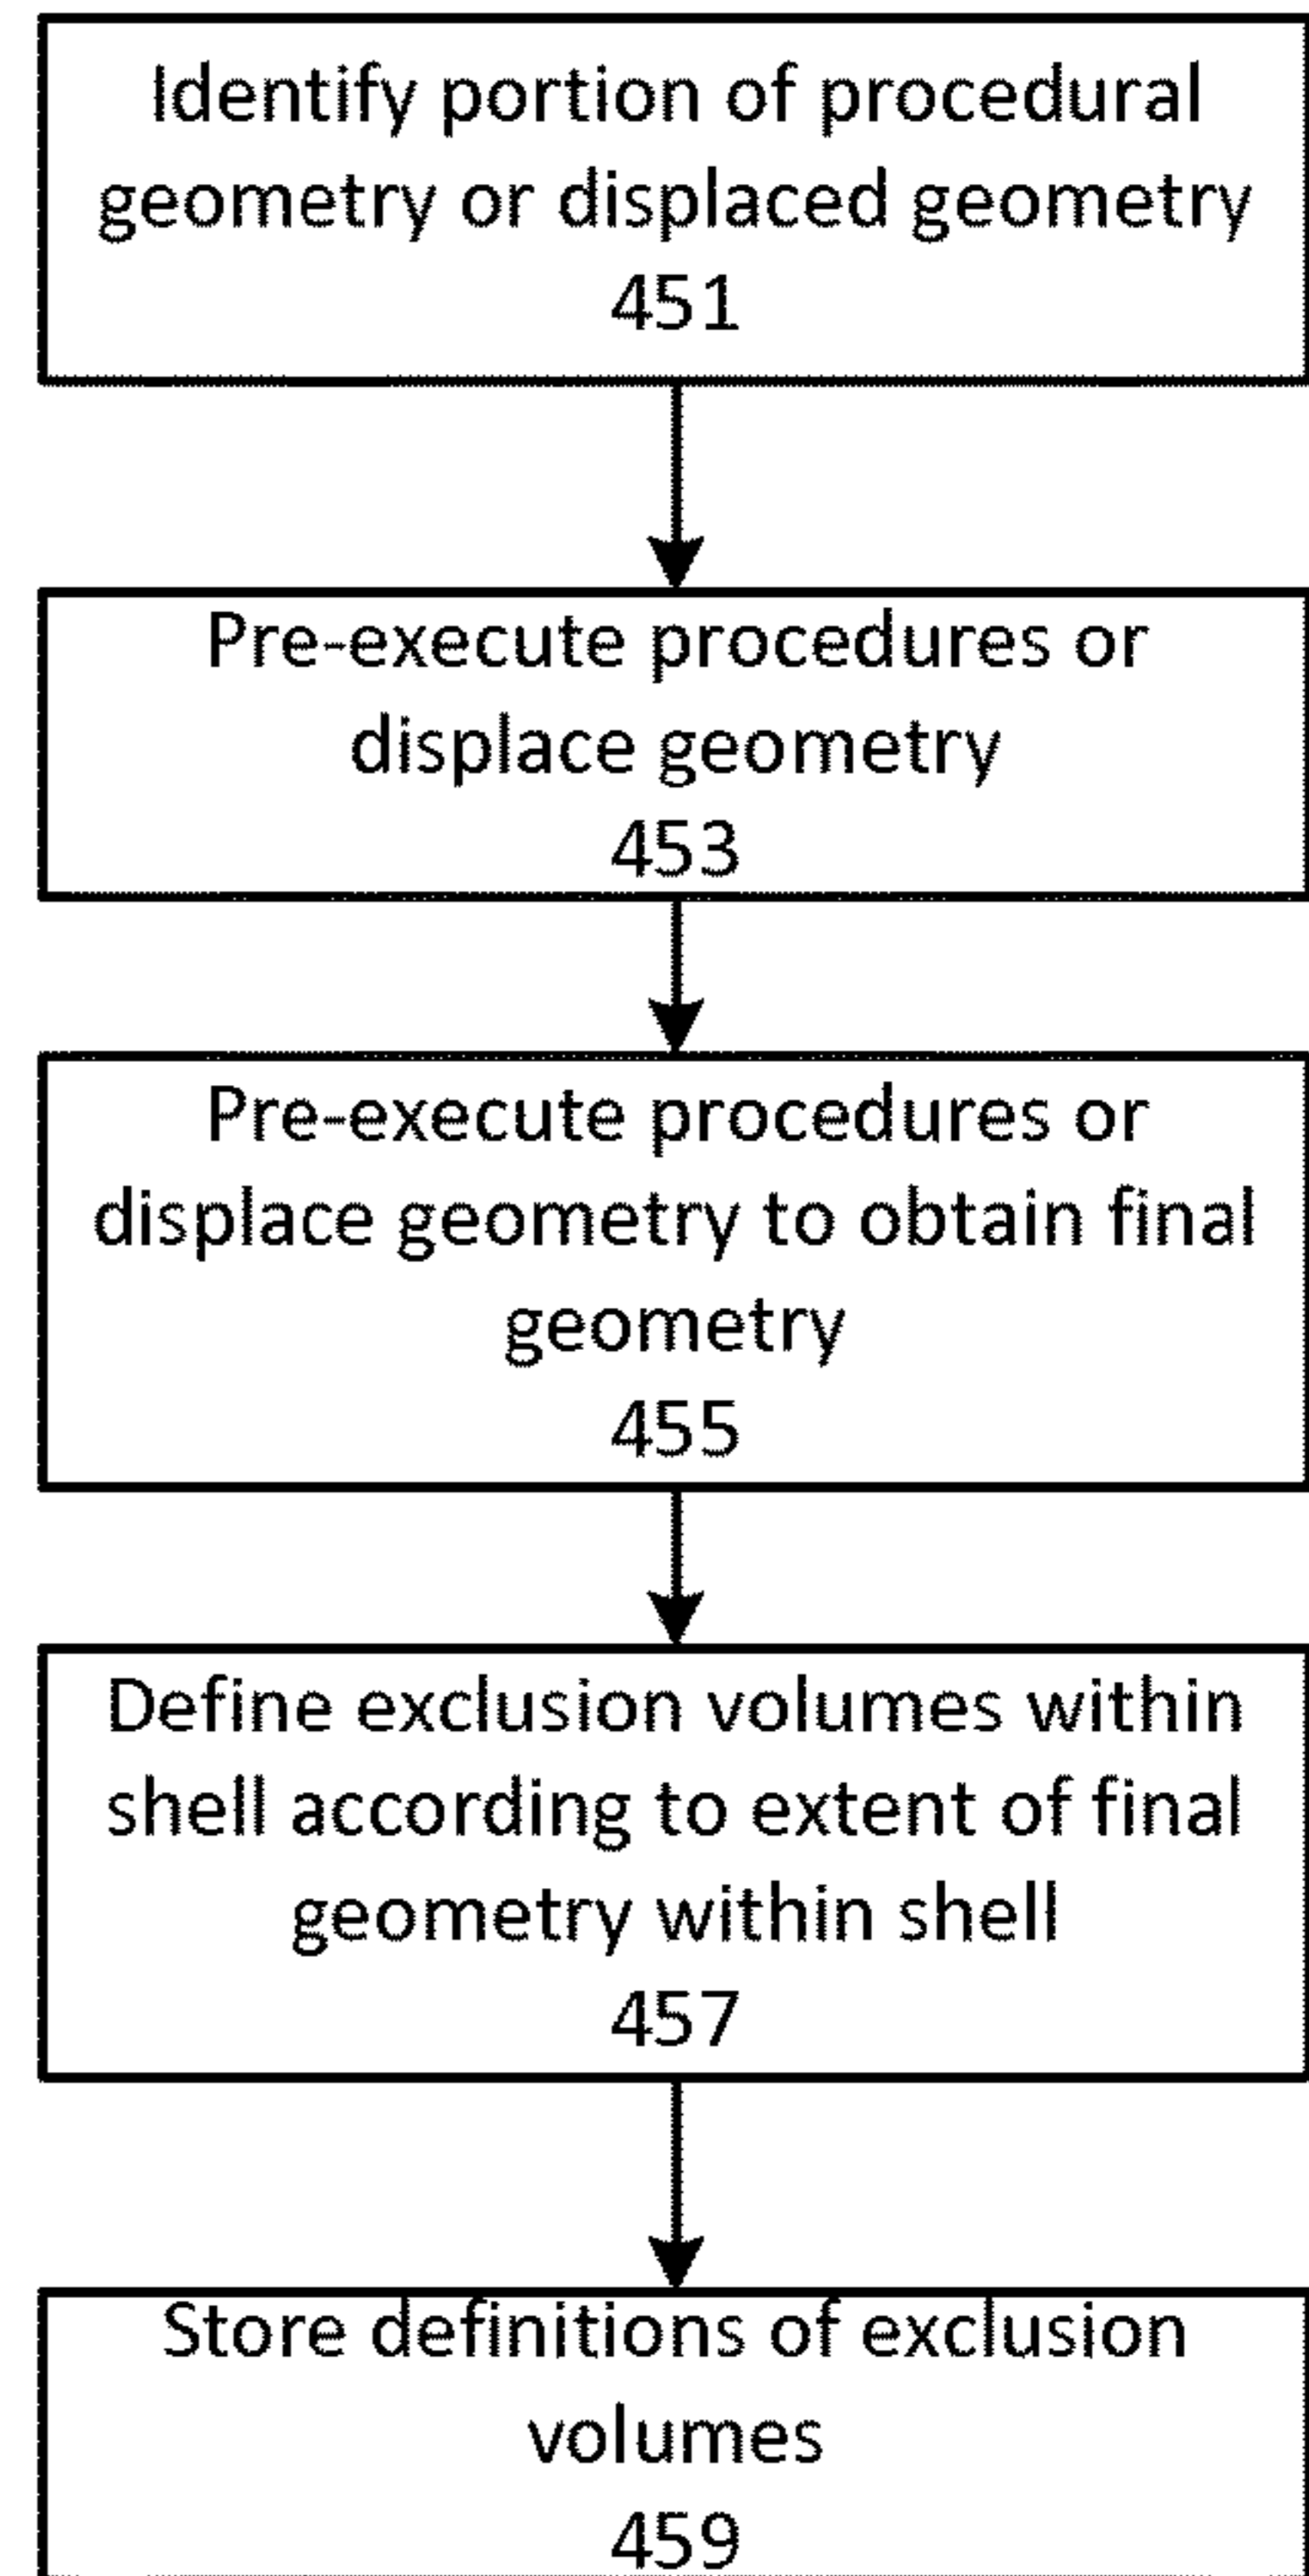 Identify portion of procedural
geometry or displaced geometry
451
Pre-execute procedures or
displace geometry
453
Pre-execute procedures or
displace geometry to obtain final
geometry
455
Define exclusion volumes within
shell according to extent of final
geometry within shell
457
Store definitions of exclusion
volumes
459